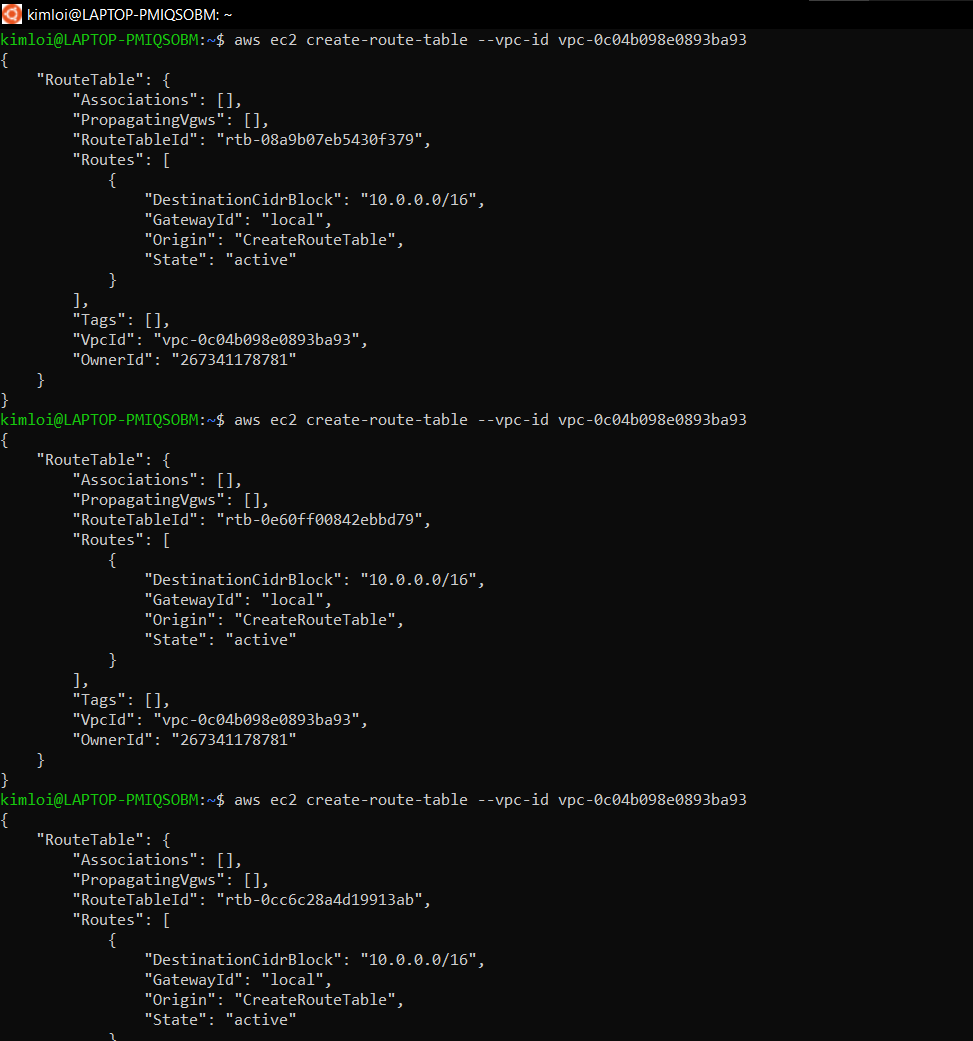 kimloi@LAPTOP-PMIQSOBM: ~
kimloi@LAPTOP-PMIQSOBM:~$ aws ec2 create-route-table --vpc-id vpc-0c04b098e0893ba93
{
    "RouteTable": {
        "Associations": [],
        "PropagatingVgws": [],
        "RouteTableId": "rtb-08a9b07eb5430f379",
        "Routes": [
            {
                "DestinationCidrBlock": "10.0.0.0/16",
                "GatewayId": "local",
                "Origin": "CreateRouteTable",
                "State": "active"
            }
        ],
        "Tags": [],
        "VpcId": "vpc-0c04b098e0893ba93",
        "OwnerId": "267341178781"
    }
}
kimloi@LAPTOP-PMIQSOBM:~$ aws ec2 create-route-table --vpc-id vpc-0c04b098e0893ba93
{
    "RouteTable": {
        "Associations": [],
        "PropagatingVgws": [],
        "RouteTableId": "rtb-0e60ff00842ebbd79",
        "Routes": [
            {
                "DestinationCidrBlock": "10.0.0.0/16",
                "GatewayId": "local",
                "Origin": "CreateRouteTable",
                "State": "active"
            }
        ],
        "Tags": [],
        "VpcId": "vpc-0c04b098e0893ba93",
        "OwnerId": "267341178781"
    }
}
kimloi@LAPTOP-PMIQSOBM:~$ aws ec2 create-route-table --vpc-id vpc-0c04b098e0893ba93
{
    "RouteTable": {
        "Associations": [],
        "PropagatingVgws": [],
        "RouteTableId": "rtb-0cc6c28a4d19913ab",
        "Routes": [
            {
                "DestinationCidrBlock": "10.0.0.0/16",
                "GatewayId": "local",
                "Origin": "CreateRouteTable",
                "State": "active"
            }